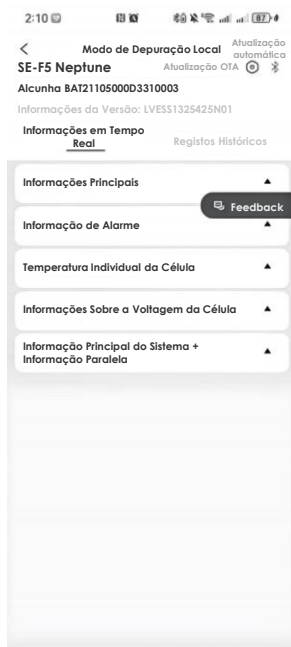 2:10
87
Modo de Depuração Local
Atualização automática
SE-F5 Neptune
Atualização OTA
Alcunha BAT21105000D3310003
Informações da Versão: LVESS1325425N01
Informações em Tempo Real
Registos Históricos
Informações Principais
Feedback
Informação de Alarme
Temperatura Individual da Célula
Informações Sobre a Voltagem da Célula
Informação Principal do Sistema +
Informação Paralela